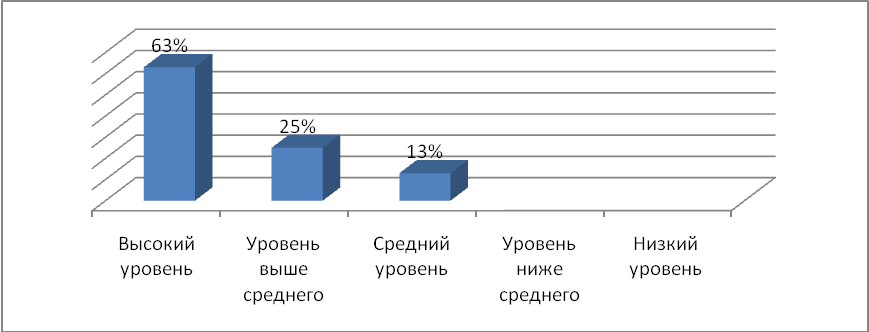 63%
25%
13%
Высокий
уровень
Уровень
выше
среднего
Средний
уровень
Уровень
ниже
среднего
Низкий
уровень